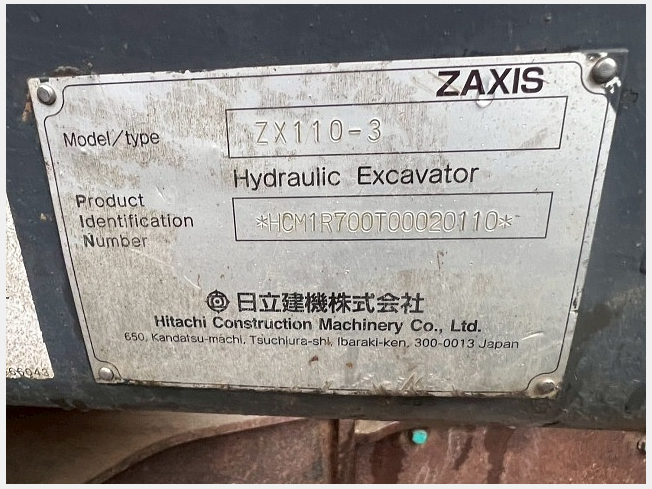 ZAXIS
Model/type
ZX110-3
Hydraulic Excavator
Product
Identification
Number
*HCM1R700T00020110*
日立建機株式会社
Hitachi Construction Machinery Co., Ltd.
650, Kandatsu-machi, Tsuchiura-shi, Ibaraki-ken, 300-0013 Japan